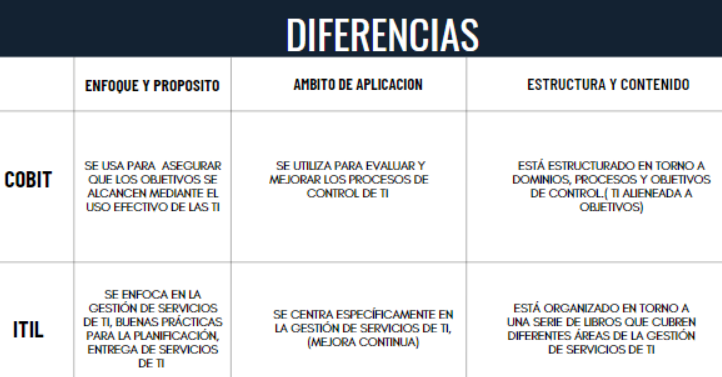 DIFERENCIAS
ENFOQUE Y PROPOSITO
AMBITO DE APLICACION
ESTRUCTURA Y CONTENIDO
COBIT
SE USA PARA ASEGURAR
QUE LOS OBJETIVOS SE
ALCANCEN MEDIANTE EL
USO EFECTIVO DE LAS TI
SE UTILIZA PARA EVALUAR Y
MEJORAR LOS PROCESOS DE
CONTROL DE TI
ESTÁ ESTRUCTURADO EN TORNO A
DOMINIOS, PROCESOS Y OBJETIVOS
DE CONTROL.( TI ALIENEADA A
OBJETIVOS)
ITIL
SE ENFOCA EN LA
GESTIÓN DE SERVICIOS
DE TI, BUENAS PRÁCTICAS
PARA LA PLANIFICACIÓN,
ENTREGA DE SERVICIOS
DE TI
SE CENTRA ESPECÍFICAMENTE EN
LA GESTIÓN DE SERVICIOS DE TI,
(MEJORA CONTINUA)
ESTÁ ORGANIZADO EN TORNO A
UNA SERIE DE LIBROS QUE CUBREN
DIFERENTES ÁREAS DE LA GESTIÓN
DE SERVICIOS DE TI